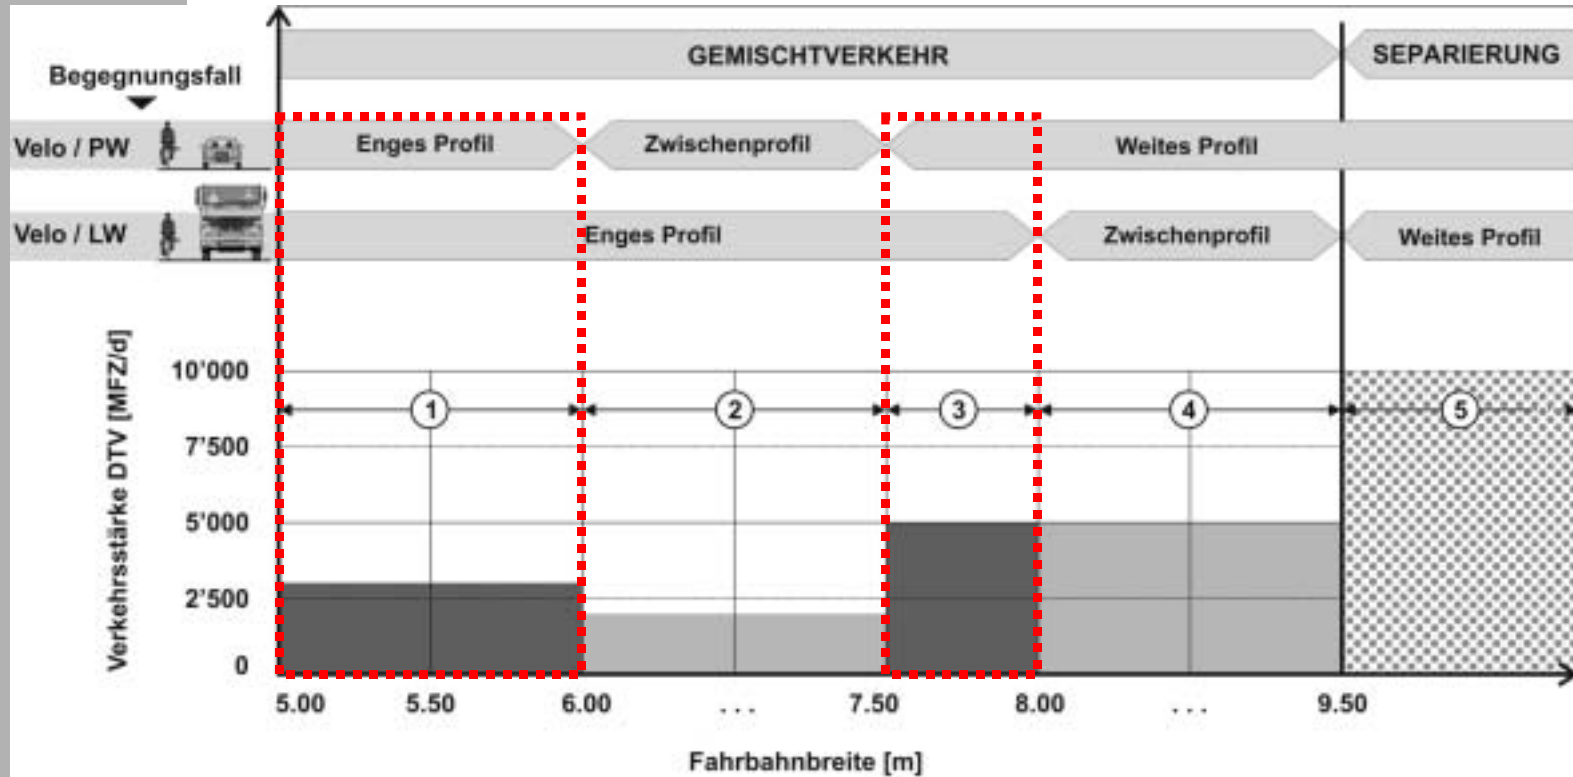 GEMISCHTVERKEHR
SEPARIERUNG
Begegnungsfall
Velo / PW
Enges Profil
Zwischenprofil
Weites Profil
Velo / LW
Enges Profil
Zwischenprofil
Weites Profil
Verkehrsstärke DTV [MFZ/d]
10'000
7'500
5'000
2'500
0
1
2
3
4
5
5.00
5.50
6.00
...
7.50
8.00
...
9.50
Fahrbahnbreite [m]